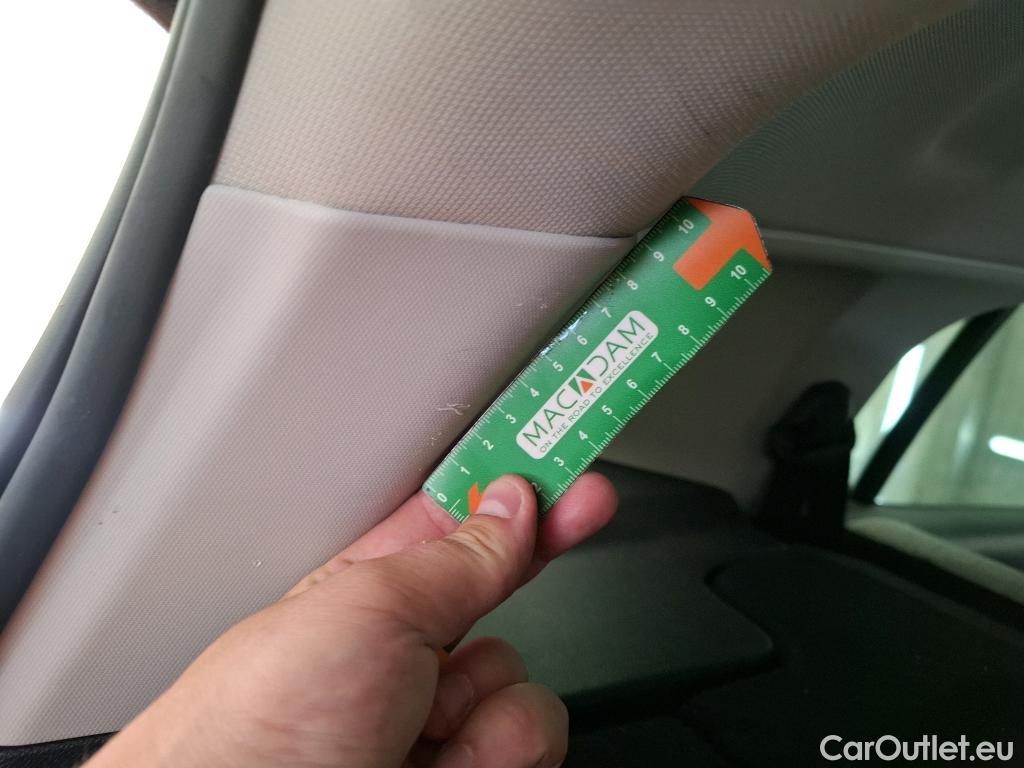 0 1 2 3 4 5 6 7 8 9 10
MACADAM
ON THE ROAD TO EXCELLENCE
2 3 4 5 6 7 8 9 10
CarOutlet.eu